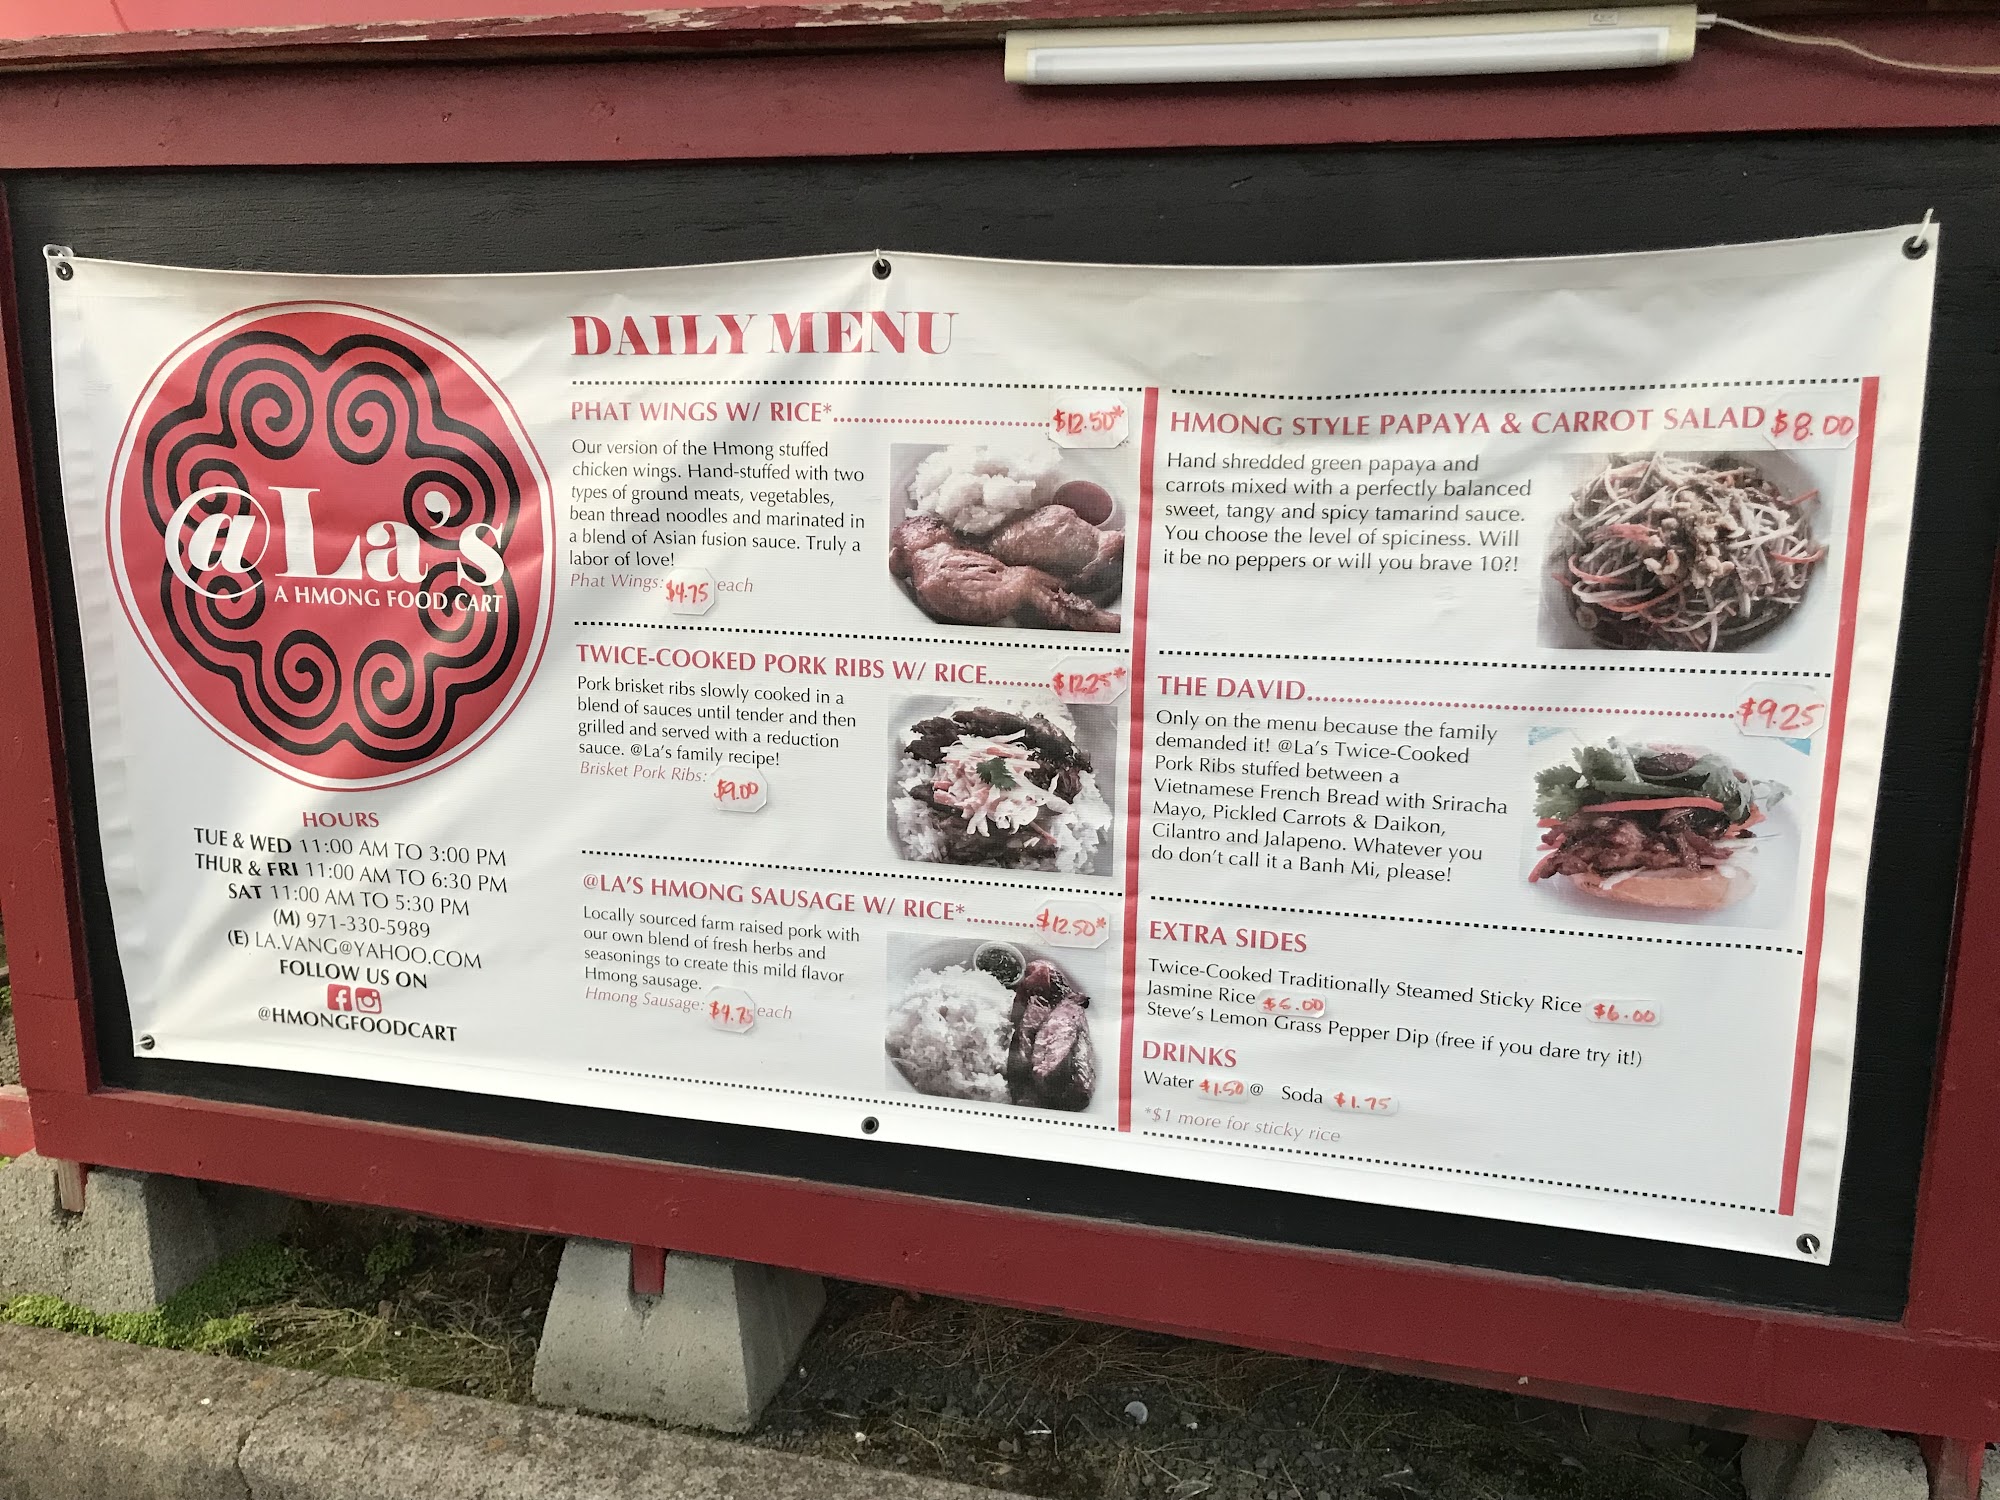 @La's
A HMONG FOOD CART
HOURS
TUE & WED 11:00 AM TO 3:00 PM
THUR & FRI 11:00 AM TO 6:30 PM
SAT 11:00 AM TO 5:30 PM
(M) 971-330-5989
(E) LA.VANG@YAHOO.COM
FOLLOW US ON
@HMONGFOODCART
DAILY MENU
PHAT WINGS W/ RICE*.............................. $12.50*
Our version of the Hmong stuffed
chicken wings. Hand-stuffed with two
types of ground meats, vegetables,
bean thread noodles and marinated in
a blend of Asian fusion sauce. Truly a
labor of love!
Phat Wings: $4.75 each
TWICE-COOKED PORK RIBS W/ RICE......... $12.25*
Pork brisket ribs slowly cooked in a
blend of sauces until tender and then
grilled and served with a reduction
sauce. @La's family recipe!
Brisket Pork Ribs: $9.00
@LA'S HMONG SAUSAGE W/ RICE*.......... $12.50*
Locally sourced farm raised pork with
our own blend of fresh herbs and
seasonings to create this mild flavor
Hmong sausage.
Hmong Sausage: $4.75 each
HMONG STYLE PAPAYA & CARROT SALAD $8.00
Hand shredded green papaya and
carrots mixed with a perfectly balanced
sweet, tangy and spicy tamarind sauce.
You choose the level of spiciness. Will
it be no peppers or will you brave 10?!
THE DAVID...................................................... $9.25
Only on the menu because the family
demanded it! @La's Twice-Cooked
Pork Ribs stuffed between a
Vietnamese French Bread with Sriracha
Mayo, Pickled Carrots & Daikon,
Cilantro and Jalapeno. Whatever you
do don't call it a Banh Mi, please!
EXTRA SIDES
Twice-Cooked Traditionally Steamed Sticky Rice $6.00
Jasmine Rice $6.00
Steve's Lemon Grass Pepper Dip (free if you dare try it!)
DRINKS
Water $1.50 @ Soda $1.75
*$1 more for sticky rice